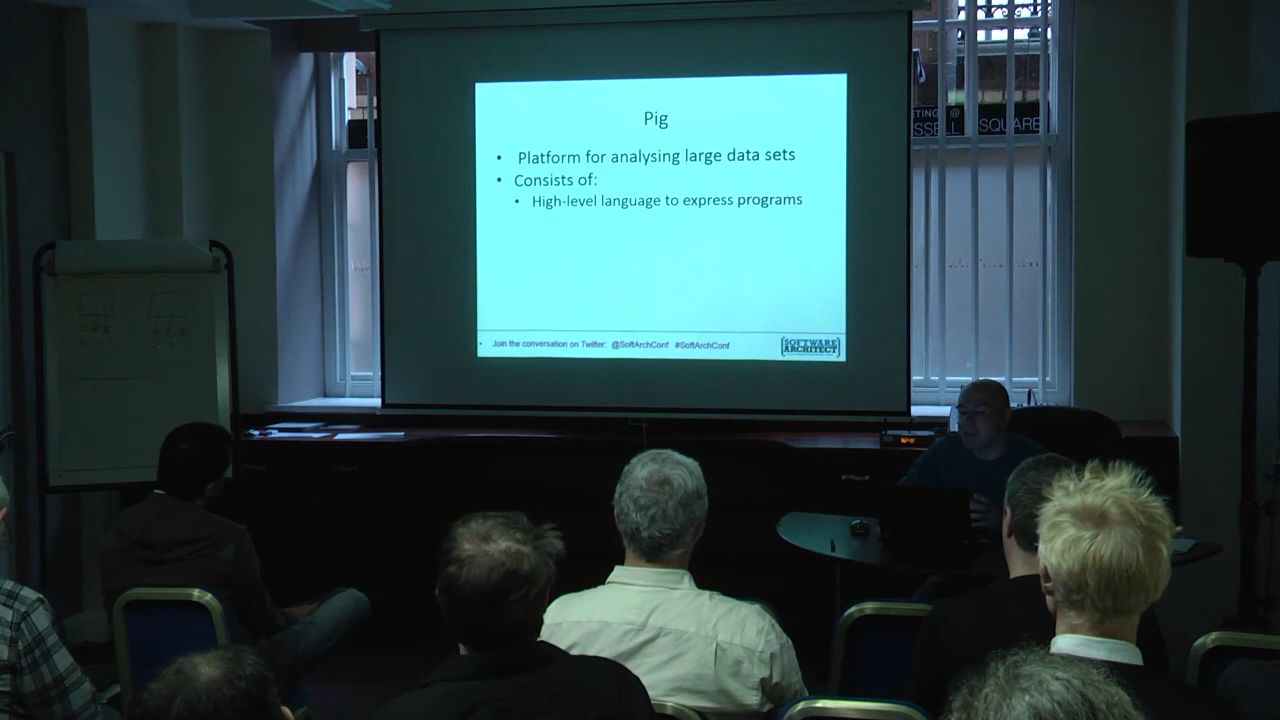 Pig
• Platform for analysing large data sets
• Consists of:
• High-level language to express programs
• Join the conversation on Twitter: @SoftArchConf #SoftArchConf
SOFTWARE
ARCHITECT
ETING @
SSELL SQUARE